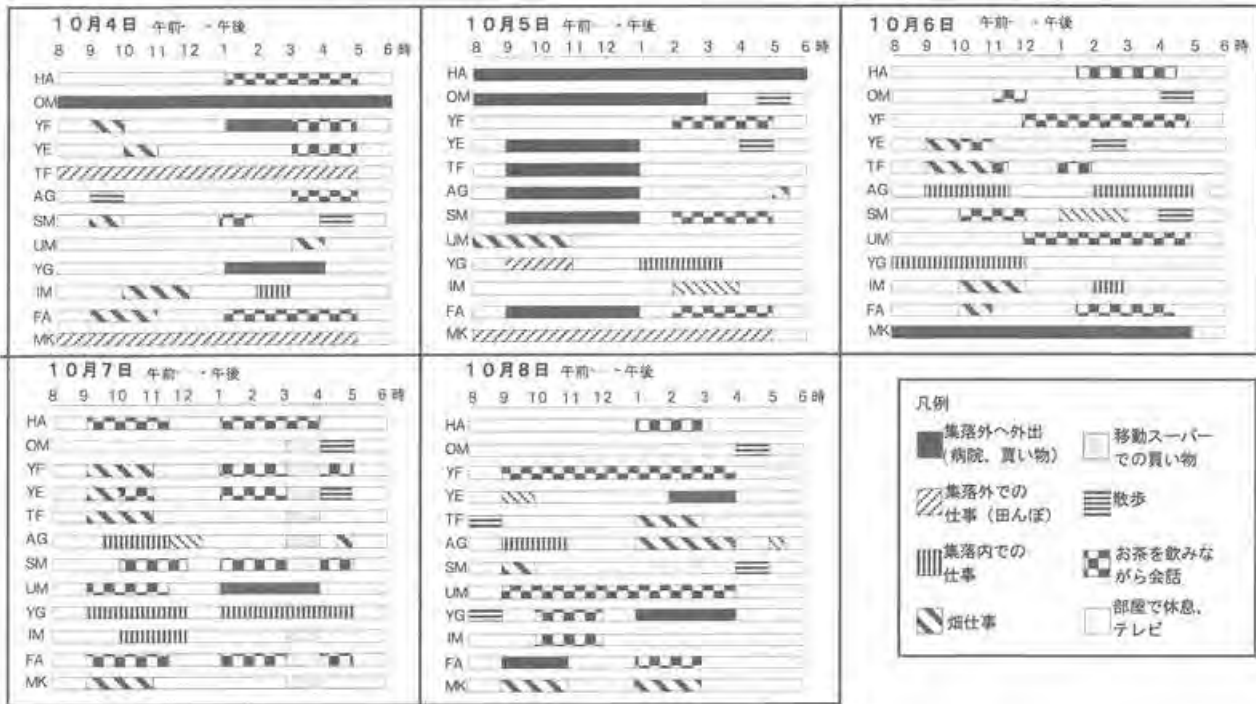 10月4日 午前- - 午後
8 9 10 11 12 1 2 3 4 5 6 時
HA
OM
YF
YE
TF
AG
SM
UM
YG
IM
FA
MK
10月5日 午前- - 午後
8 9 10 11 12 1 2 3 4 5 6 時
HA
OM
YF
YE
TF
AG
SM
UM
YG
IM
FA
MK
10月6日 午前- - 午後
8 9 10 11 12 1 2 3 4 5 6 時
HA
OM
YF
YE
TF
AG
SM
UM
YG
IM
FA
MK
10月7日 午前- - 午後
8 9 10 11 12 1 2 3 4 5 6 時
HA
OM
YF
YE
TF
AG
SM
UM
YG
IM
FA
MK
10月8日 午前- - 午後
8 9 10 11 12 1 2 3 4 5 6 時
HA
OM
YF
YE
TF
AG
SM
UM
YG
IM
FA
MK
凡例
集落外へ外出
(病院、買い物)
移動スーパー
での買い物
集落外での
仕事(田んぼ)
散歩
集落内での
仕事
お茶を飲みな
がら会話
畑仕事
部屋で休息、
テレビ